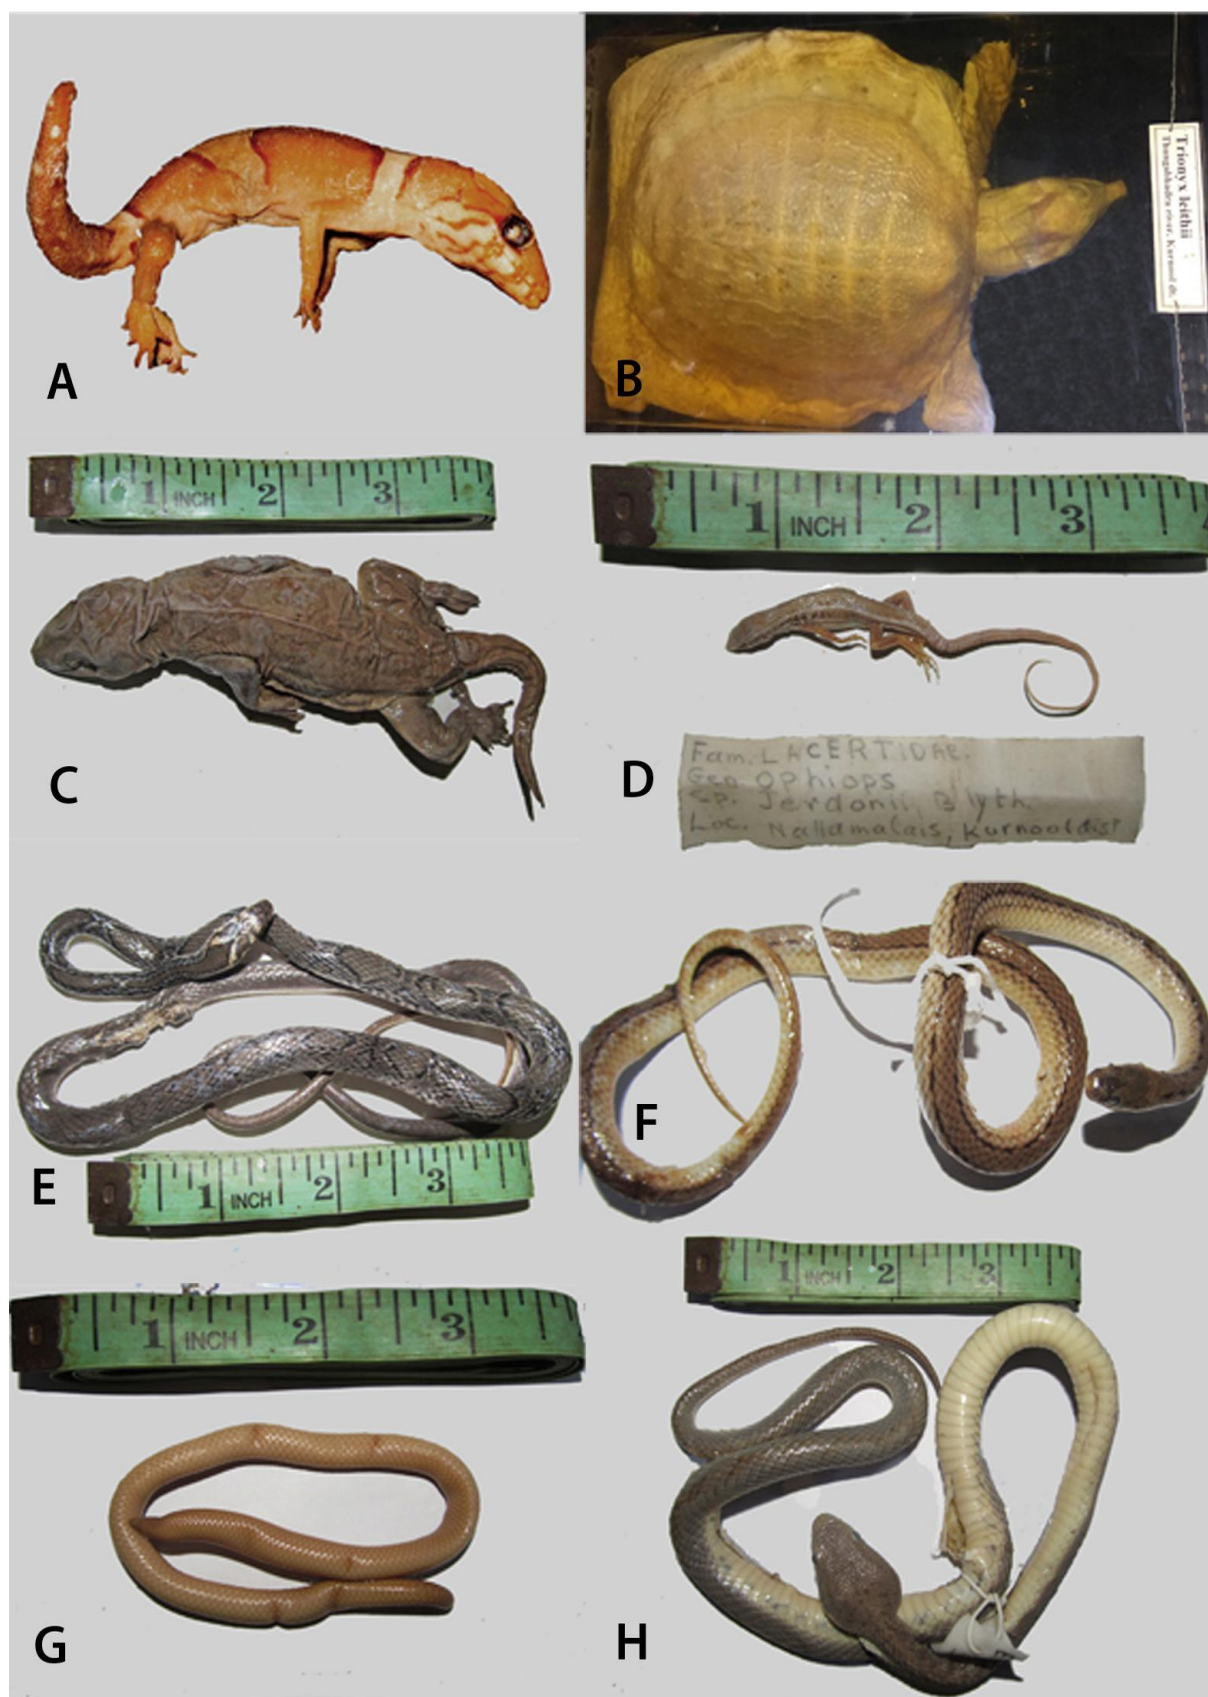 A
B
Trionyx leithii
Thungabhadra river, Kurnool dt.
1 INCH 2 3
1 INCH 2 3 4
C
D
Fam. LACERTIDAE.
Gen. Ophiops
Sp. Jerdonii, Blyth.
Loc. Nallamalais, Kurnool dist
E
1 INCH 2 3
F
1 INCH 2 3
1 INCH 2 3
G
H